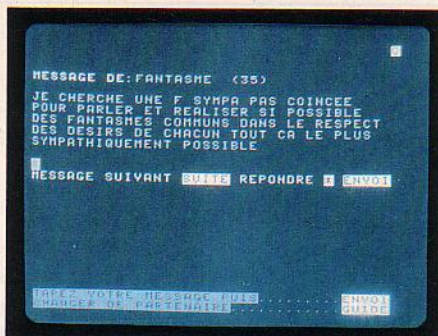 C
MESSAGE DE: FANTASME (35)
JE CHERCHE UNE F SYMPA PAS COINCEE
POUR PARLER ET REALISER SI POSSIBLE
DES FANTASMES COMMUNS DANS LE RESPECT
DES DESIRS DE CHACUN TOUT CA LE PLUS
SYMPATHIQUEMENT POSSIBLE
MESSAGE SUIVANT SUITE REPONDRE * ENVOI
TAPEZ VOTRE MESSAGE PUIS..........ENVOI
CHANGER DE PARTENAIRE.............GUIDE